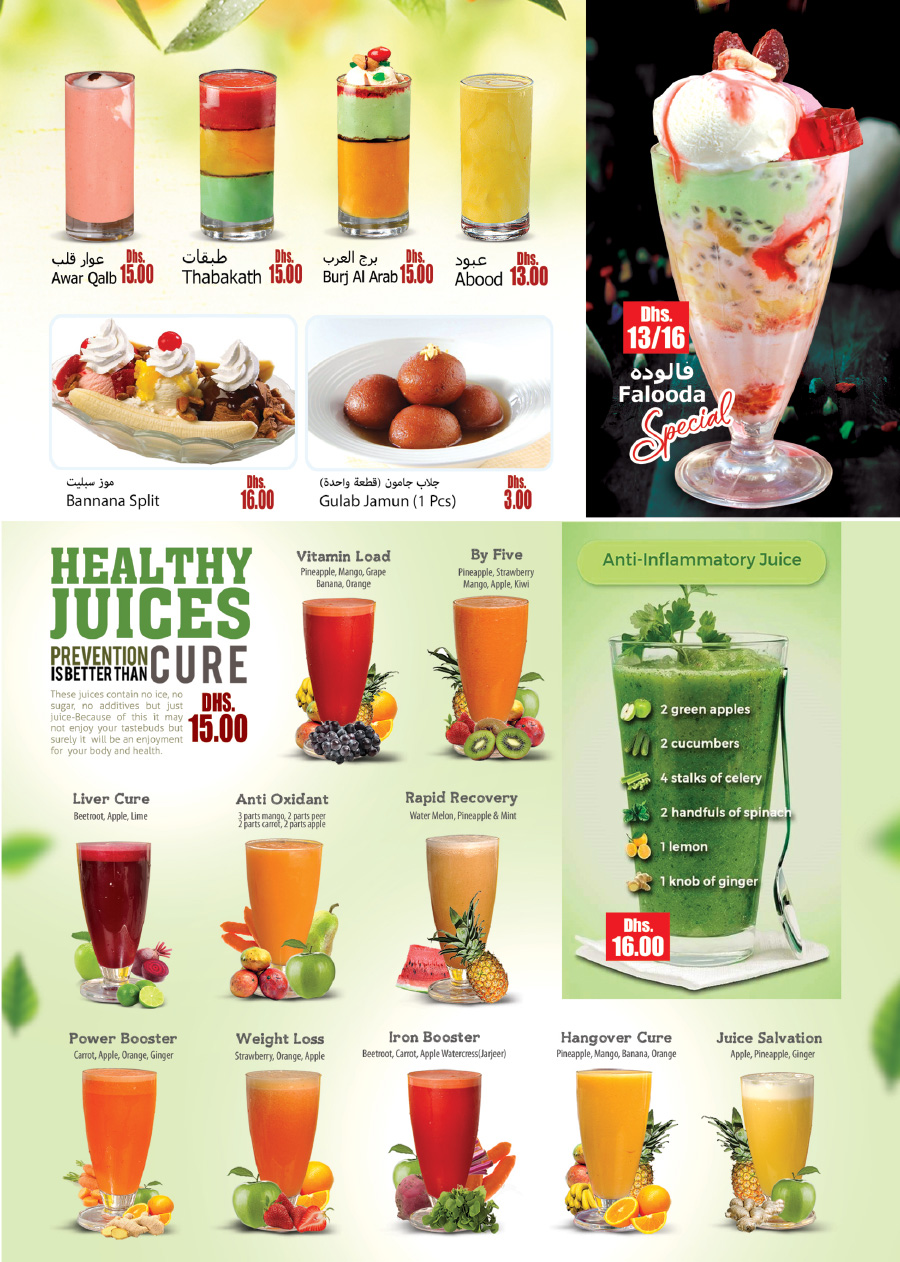 عوار قلب
Awar Qalb
Dhs.
15.00
طبقات
Thabakath
Dhs.
15.00
برج العرب
Burj Al Arab
Dhs.
15.00
عبود
Abood
Dhs.
13.00
Dhs.
13/16
فالوده
Falooda
Special
موز سبليت
Bannana Split
Dhs.
16.00
جلاب جامون (قطعة واحدة)
Gulab Jamun (1 Pcs)
Dhs.
3.00
HEALTHY
JUICES
PREVENTION
IS BETTER THAN
CURE
These juices contain no ice, no
sugar, no additives but just
juice-Because of this it may
not enjoy your tastebuds but
surely it will be an enjoyment
for your body and health.
DHS.
15.00
Vitamin Load
Pineapple, Mango, Grape
Banana, Orange
By Five
Pineapple, Strawberry
Mango, Apple, Kiwi
Anti-Inflammatory Juice
2 green apples
2 cucumbers
4 stalks of celery
2 handfuls of spinach
1 lemon
1 knob of ginger
Dhs.
16.00
Liver Cure
Beetroot, Apple, Lime
Anti Oxidant
3 parts mango, 2 parts peer
2 parts carrot, 2 parts apple
Rapid Recovery
Water Melon, Pineapple & Mint
Power Booster
Carrot, Apple, Orange, Ginger
Weight Loss
Strawberry, Orange, Apple
Iron Booster
Beetroot, Carrot, Apple Watercress(Jarjeer)
Hangover Cure
Pineapple, Mango, Banana, Orange
Juice Salvation
Apple, Pineapple, Ginger